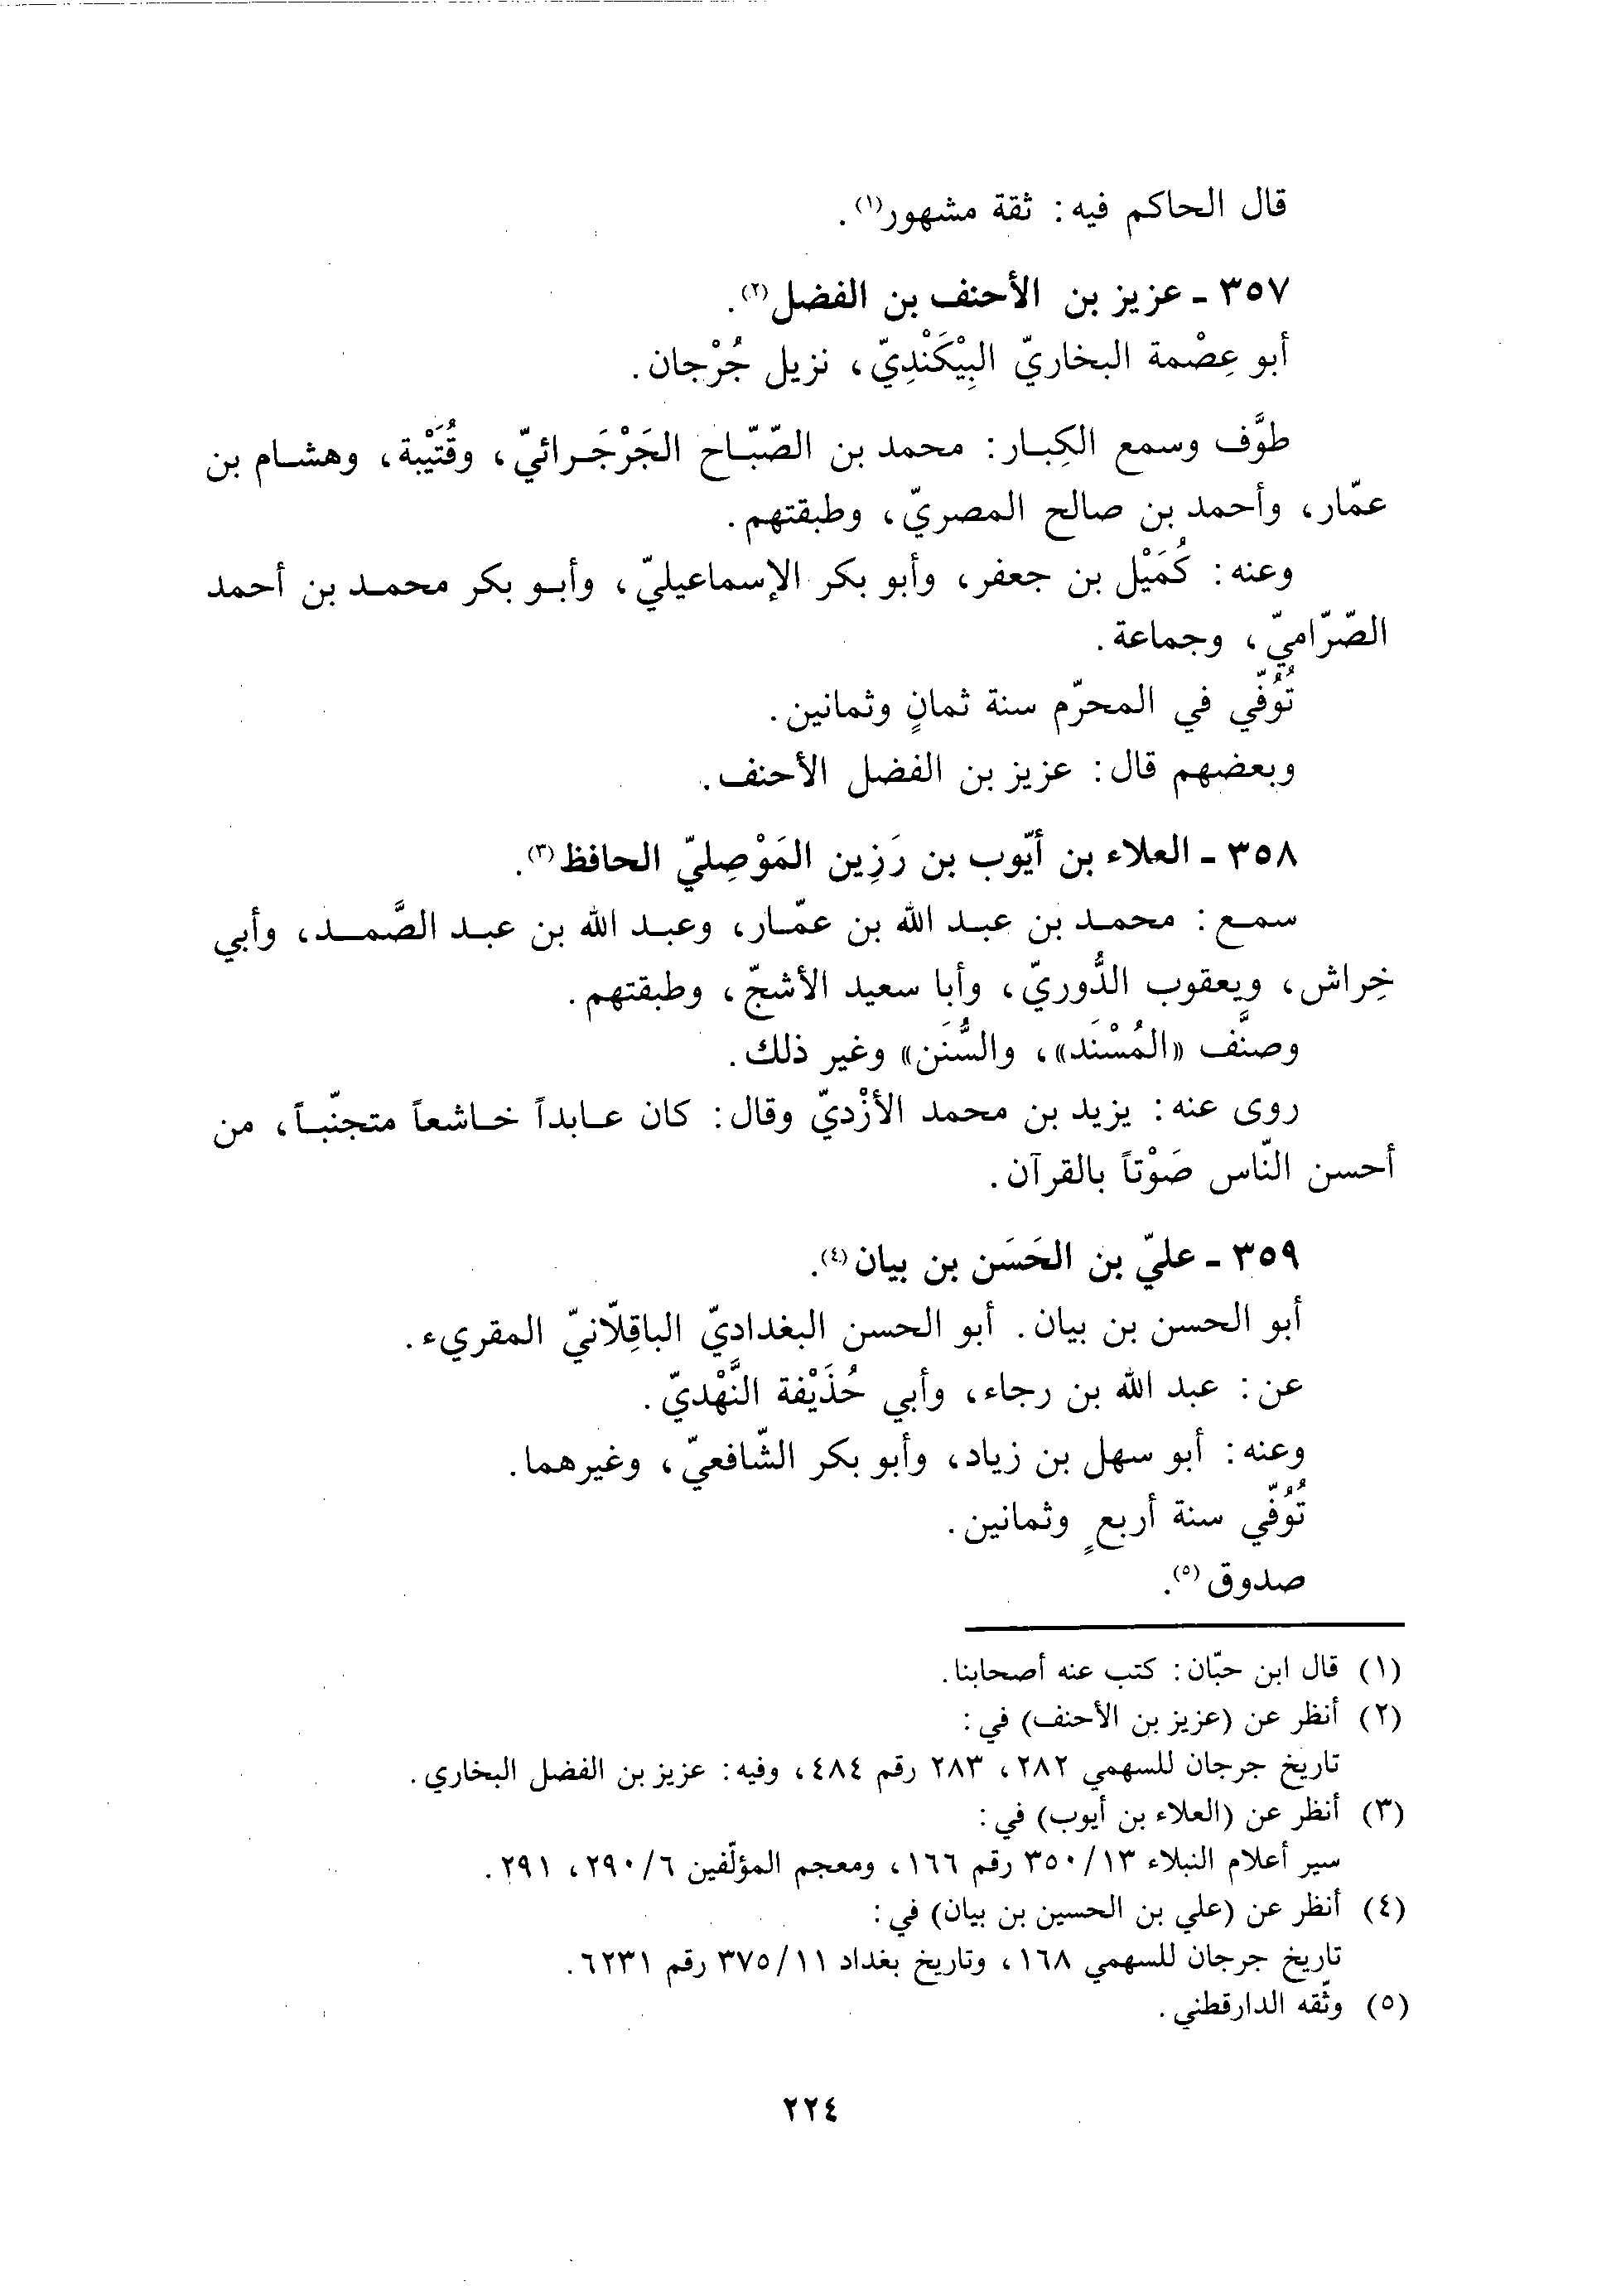 قال الحاكم فيه: ثقة مشهور(١).
٣٥٧ - عزيز بن الأحنف بن الفضل(٢).
أبو عِصْمة البخاريّ البِيْكَنْدِيّ، نزيل جُرْجان.
طوَّف وسمع الكِبار: محمد بن الصّبّاح الجَرْجَرائيّ، وقُتَيْبة، وهشام بن
عمّار، وأحمد بن صالح المصريّ، وطبقتهم.
وعنه: كُمَيْل بن جعفر، وأبو بكر الإسماعيليّ، وأبو بكر محمد بن أحمد
الصّرّاميّ، وجماعة.
تُوُفّي في المحرّم سنة ثمانٍ وثمانين.
وبعضهم قال: عزيز بن الفضل الأحنف.
٣٥٨ - العلاء بن أيّوب بن رَزِين المَوْصِليّ الحافظ(٣).
سمع: محمد بن عبد الله بن عمّار، وعبد الله بن عبد الصَّمد، وأبي
خِراش، ويعقوب الدُّوريّ، وأبا سعيد الأشجّ، وطبقتهم.
وصنَّف «المُسْنَد»، والسُّنَن» وغير ذلك.
روى عنه: يزيد بن محمد الأزْديّ وقال: كان عابداً خاشعاً متجنّباً، من
أحسن النّاس صَوْتاً بالقرآن.
٣٥٩ - عليّ بن الحَسَن بن بيان(٤).
أبو الحسن بن بيان. أبو الحسن البغداديّ الباقِلّانيّ المقريء.
عن: عبد الله بن رجاء، وأبي حُذَيْفة النَّهْديّ.
وعنه: أبو سهل بن زياد، وأبو بكر الشّافعيّ، وغيرهما.
تُوُفّي سنة أربعٍ وثمانين.
صدوق(٥).
(١) قال ابن حبّان: كتب عنه أصحابنا.
(٢) أنظر عن (عزيز بن الأحنف) في:
تاريخ جرجان للسهمي ٢٨٢، ٢٨٣ رقم ٤٨٤، وفيه: عزيز بن الفضل البخاري.
(٣) أنظر عن (العلاء بن أيوب) في:
سير أعلام النبلاء ٣٥٠/١٣ رقم ١٦٦، ومعجم المؤلّفين ٢٩٠/٦، ٢٩١.
(٤) أنظر عن (علي بن الحسين بن بيان) في:
تاريخ جرجان للسهمي ١٦٨، وتاريخ بغداد ٣٧٥/١١ رقم ٦٢٣١.
(٥) وثّقه الدارقطني.
٢٢٤